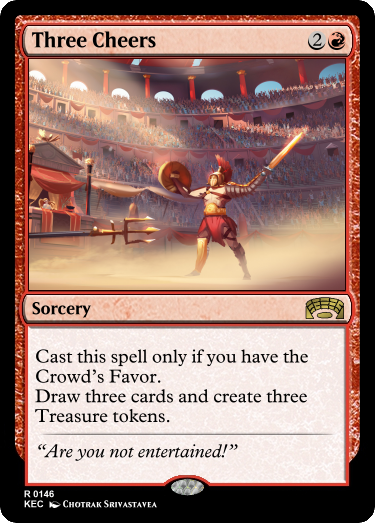 Three Cheers 2
Sorcery
Cast this spell only if you have the
Crowd's Favor.
Draw three cards and create three
Treasure tokens.
“Are you not entertained!”
R 0146
KEC Chotrak Srivastavea